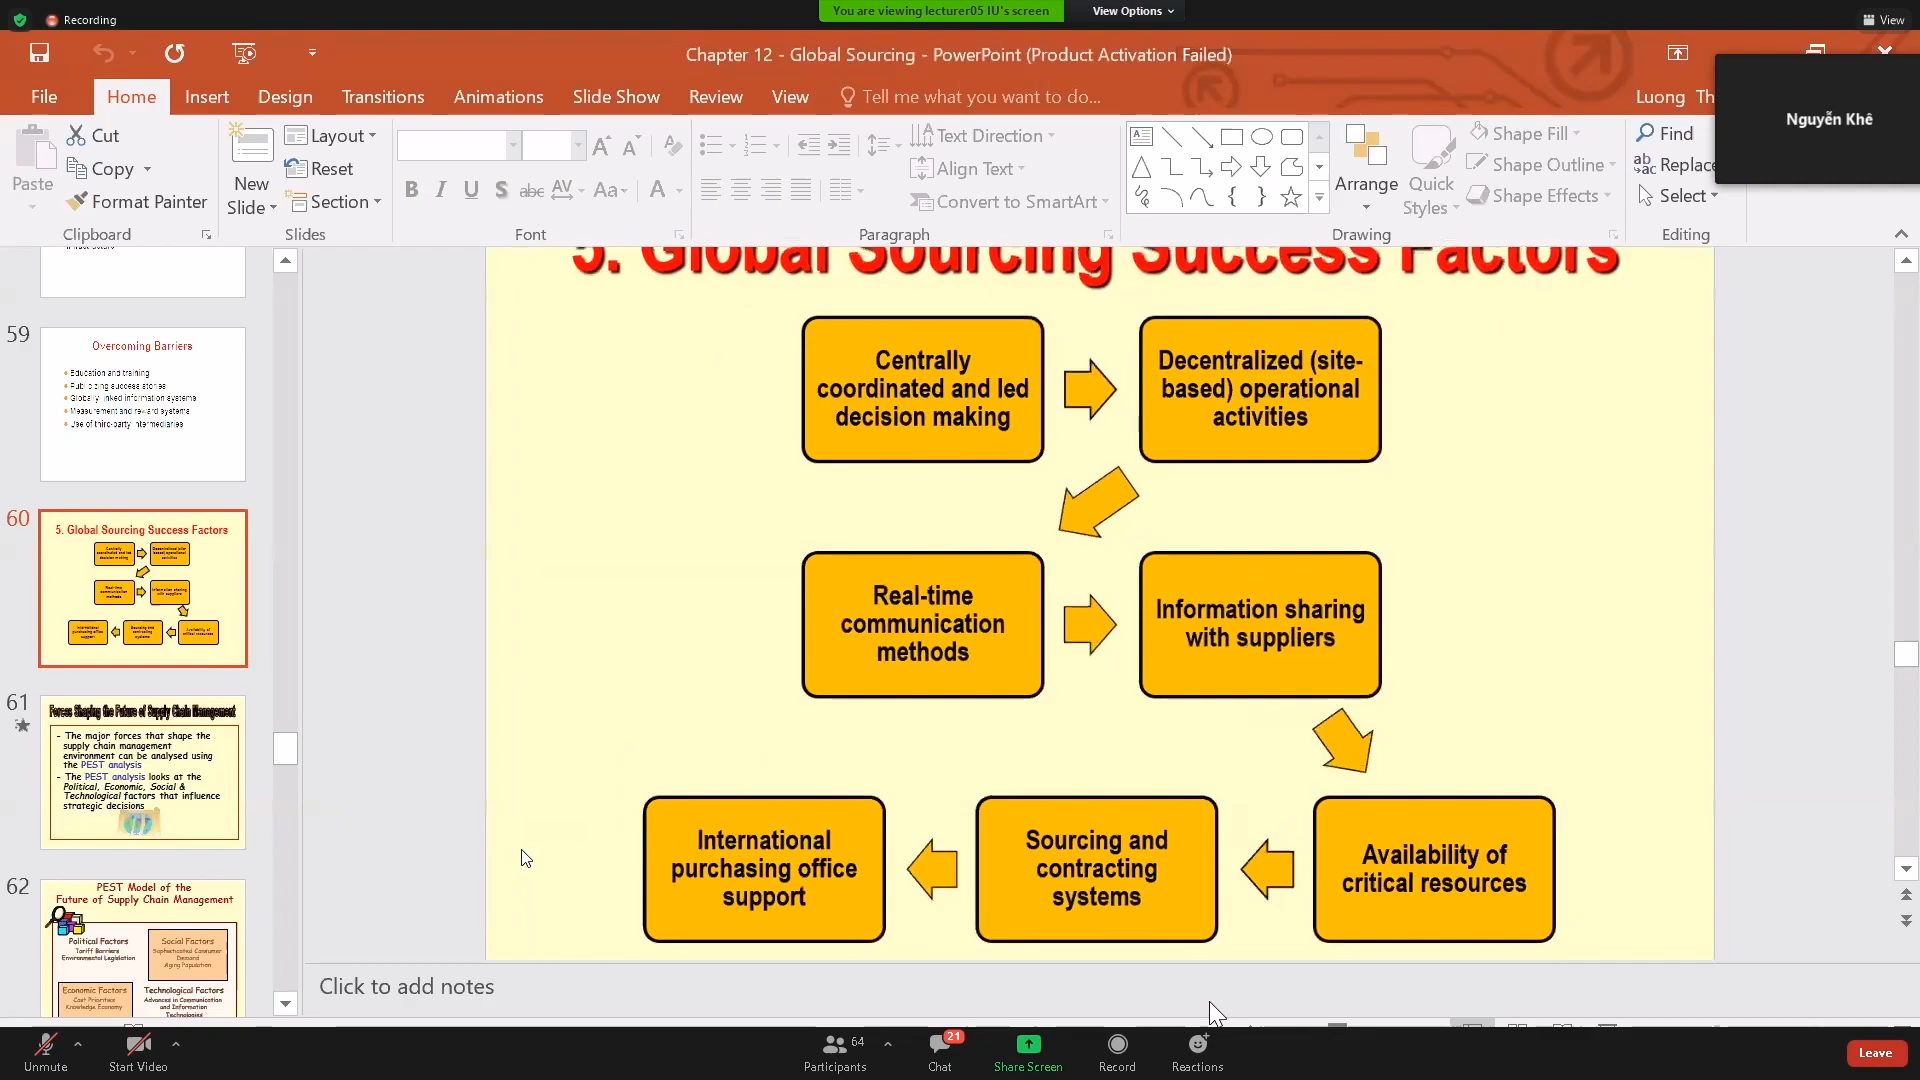 Recording
You are viewing lecturer05 IU's screen
View Options
View
Chapter 12 - Global Sourcing - PowerPoint (Product Activation Failed)
File
Home
Insert
Design
Transitions
Animations
Slide Show
Review
View
Tell me what you want to do...
Luong
Th
Nguyễn Khê
Paste
Cut
Copy
Format Painter
Clipboard
New
Slide
Layout
Reset
Section
Slides
B I U S abc AV Aa A
Font
Text Direction
Align Text
Convert to SmartArt
Paragraph
Arrange
Quick
Styles
Shape Fill
Shape Outline
Shape Effects
Drawing
Find
Replace
Select
Editing
59
Overcoming Barriers
Education and training
Publicizing success stories
Globally linked information systems
Measurement and reward systems
Use of third-party intermediaries
60
5. Global Sourcing Success Factors
Centrally coordinated and led decision making
Decentralized (site-based) operational activities
Real-time communication methods
Information sharing with suppliers
International purchasing office support
Sourcing and contracting systems
Availability of critical resources
61
Forces Shaping the Future of Supply Chain Management
- The major forces that shape the
supply chain management
environment can be analysed using
the PEST analysis
- The PEST analysis looks at the
Political, Economic, Social &
Technological factors that influence
strategic decisions
62
PEST Model of the
Future of Supply Chain Management
Political Factors
Tariff Barriers
Environmental Legislation
Social Factors
Sophisticated Consumer
Demand
Aging Population
Economic Factors
Cost Priorities
Knowledge Economy
Technological Factors
Advances in Communication
and Information
Technologies
5. Global Sourcing Success Factors
Centrally
coordinated and led
decision making
Decentralized (site-
based) operational
activities
Real-time
communication
methods
Information sharing
with suppliers
International
purchasing office
support
Sourcing and
contracting
systems
Availability of
critical resources
Click to add notes
Unmute
Start Video
64
Participants
21
Chat
Share Screen
Record
Reactions
Leave